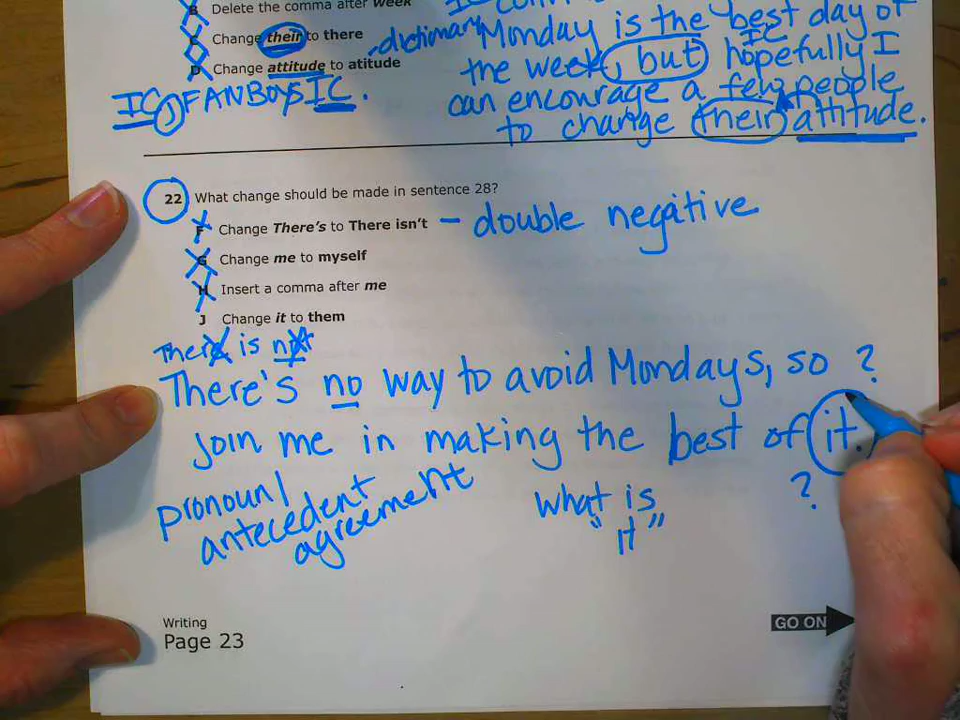 B Delete the comma after week
C Change their to there
D Change attitude to atitude
dictionary
IC, FANBOYS IC.
Monday is the best day of
IC
the week, but hopefully I
can encourage a few people
to change their attitude.
22 What change should be made in sentence 28?
F Change There's to There isn't - double negitive
G Change me to myself
H Insert a comma after me
J Change it to them
There is not
There's no way to avoid Mondays, so ?
join me in making the best of it.
pronoun/
antecedent
agreement
what is
"it"
?
Writing
Page 23
GO ON